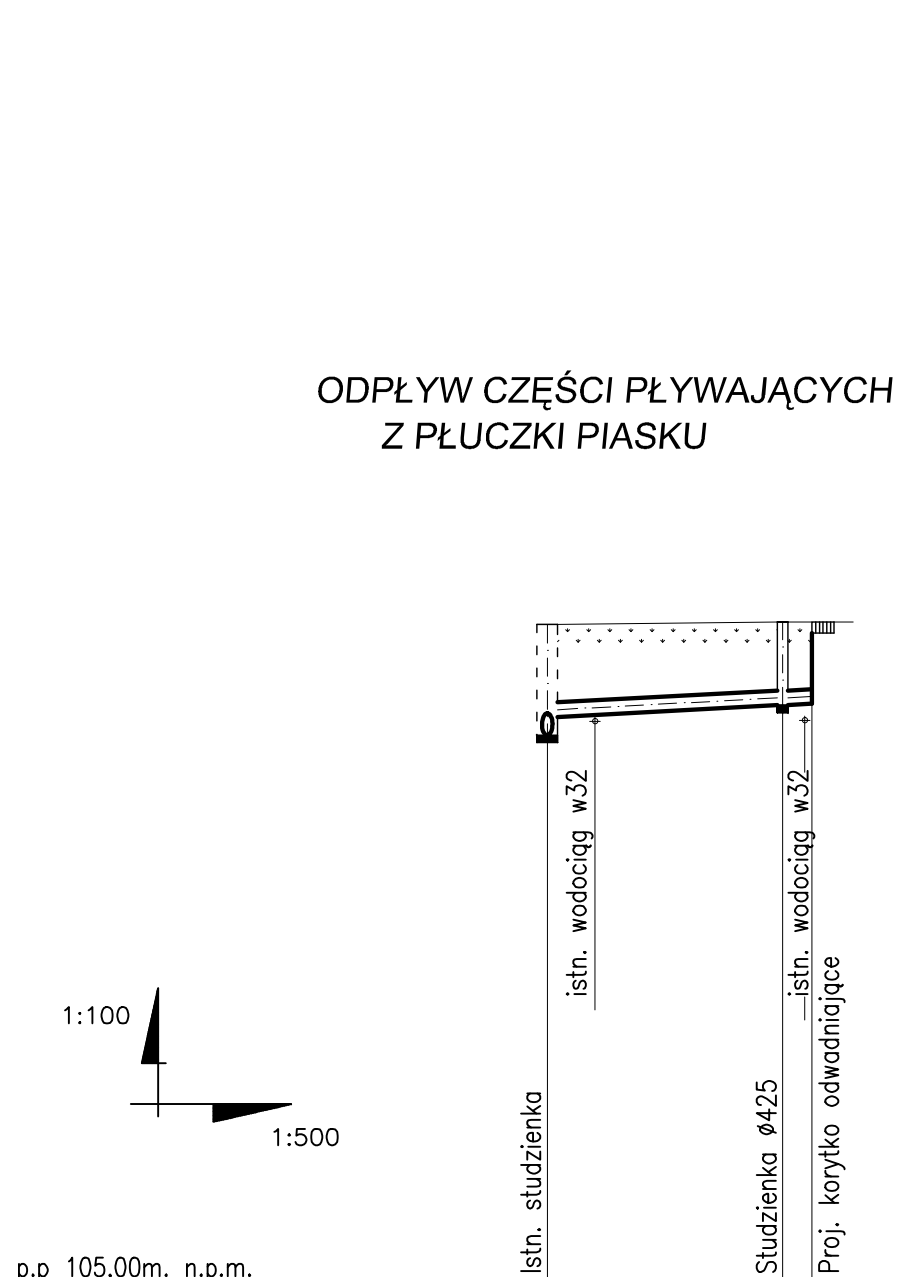 ODPŁYW CZĘŚCI PŁYWAJĄCYCH
Z PŁUCZKI PIASKU
istn. wodociąg w32
istn. wodociąg w32
1:100
1:500
Istn. studzienka
Studzienka ø425
Proj. korytko odwadniające
p.p 105.00m. n.p.m.